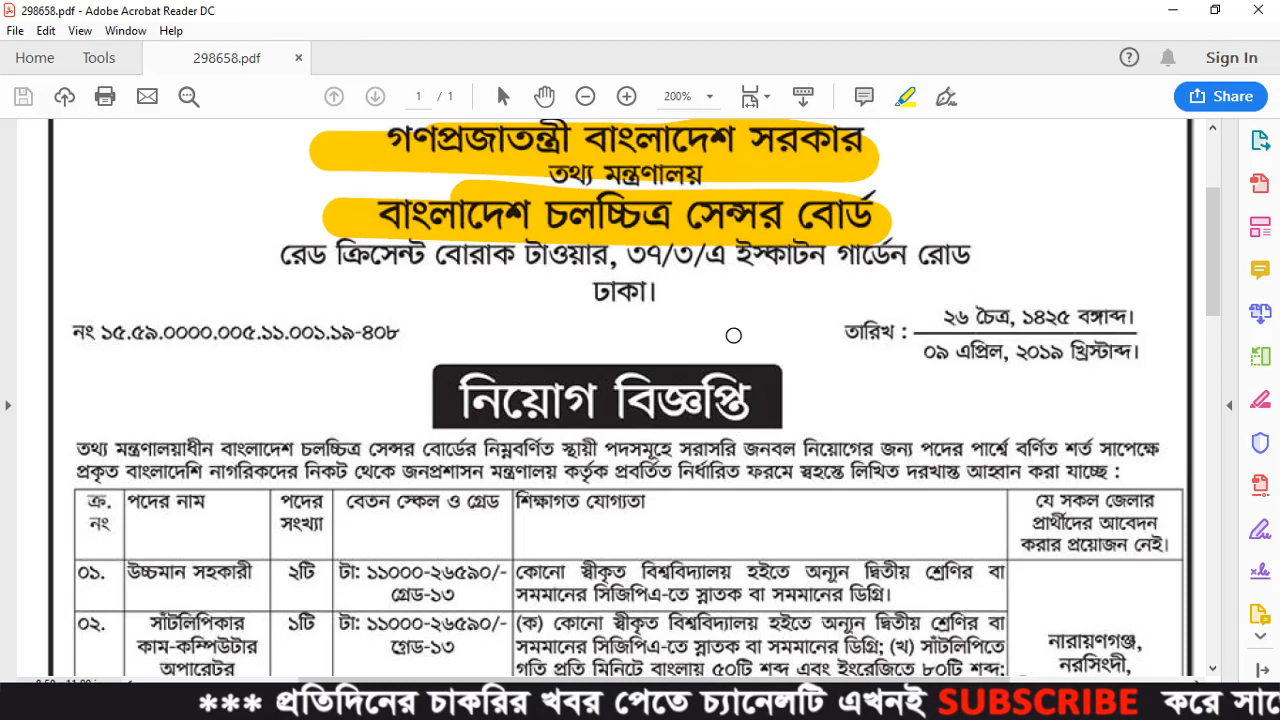 298658.pdf - Adobe Acrobat Reader DC
File Edit View Window Help
Home Tools 298658.pdf × Sign In
1 / 1 200% Share
গণপ্রজাতন্ত্রী বাংলাদেশ সরকার
তথ্য মন্ত্রণালয়
বাংলাদেশ চলচ্চিত্র সেন্সর বোর্ড
রেড ক্রিসেন্ট বোরাক টাওয়ার, ৩৭/৩/এ ইস্কাটন গার্ডেন রোড
ঢাকা।
নং ১৫.৫৯.০০০০.০০৫.১১.০০১.১৯-৪০৮
তারিখ : ২৬ চৈত্র, ১৪২৫ বঙ্গাব্দ।
০৯ এপ্রিল, ২০১৯ খ্রিস্টাব্দ।
নিয়োগ বিজ্ঞপ্তি
তথ্য মন্ত্রণালয়াধীন বাংলাদেশ চলচ্চিত্র সেন্সর বোর্ডের নিম্নবর্ণিত স্থায়ী পদসমূহে সরাসরি জনবল নিয়োগের জন্য পদের পার্শ্বে বর্ণিত শর্ত সাপেক্ষে
প্রকৃত বাংলাদেশি নাগরিকদের নিকট থেকে জনপ্রশাসন মন্ত্রণালয় কর্তৃক প্রবর্তিত নির্ধারিত ফরমে স্বহস্তে লিখিত দরখাস্ত আহ্বান করা যাচ্ছে :
ক্র. পদের নাম পদের বেতন স্কেল ও গ্রেড শিক্ষাগত যোগ্যতা যে সকল জেলার
নং সংখ্যা প্রার্থীদের আবেদন
করার প্রয়োজন নেই।
০১. উচ্চমান সহকারী ২টি টা: ১১০০০-২৬৫৯০/- কোনো স্বীকৃত বিশ্ববিদ্যালয় হইতে অন্যূন দ্বিতীয় শ্রেণির বা
গ্রেড-১৩ সমমানের সিজিপিএ-তে স্নাতক বা সমমানের ডিগ্রি।
০২. সাঁটলিপিকার ১টি টা: ১১০০০-২৬৫৯০/- (ক) কোনো স্বীকৃত বিশ্ববিদ্যালয় হইতে অন্যূন দ্বিতীয় শ্রেণির বা
কাম-কম্পিউটার গ্রেড-১৩ সমমানের সিজিপিএ-তে স্নাতক বা সমমানের ডিগ্রি; (খ) সাঁটলিপিতে নারায়ণগঞ্জ,
অপারেটর গতি প্রতি মিনিটে বাংলায় ৫০টি শব্দ এবং ইংরেজিতে ৮০টি শব্দ; নরসিংদী,
*** প্রতিদিনের চাকরির খবর পেতে চ্যানেলটি এখনই SUBSCRIBE করে